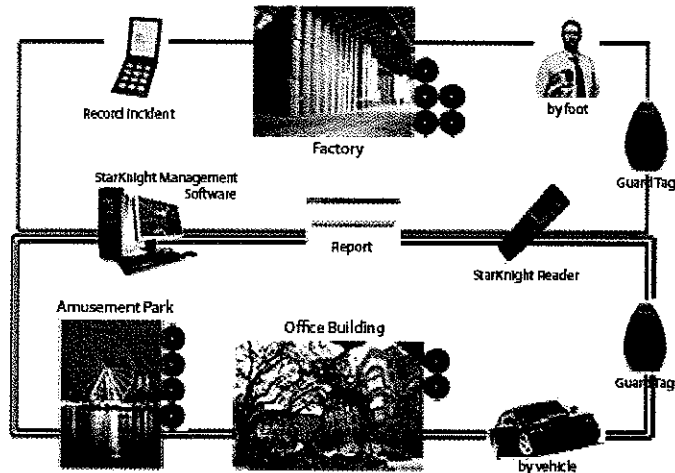 Record Incident
Factory
by foot
Guard Tag
StarKnight Management
Software
Report
StarKnight Reader
Amusement Park
Office Building
Guard Tag
by vehicle